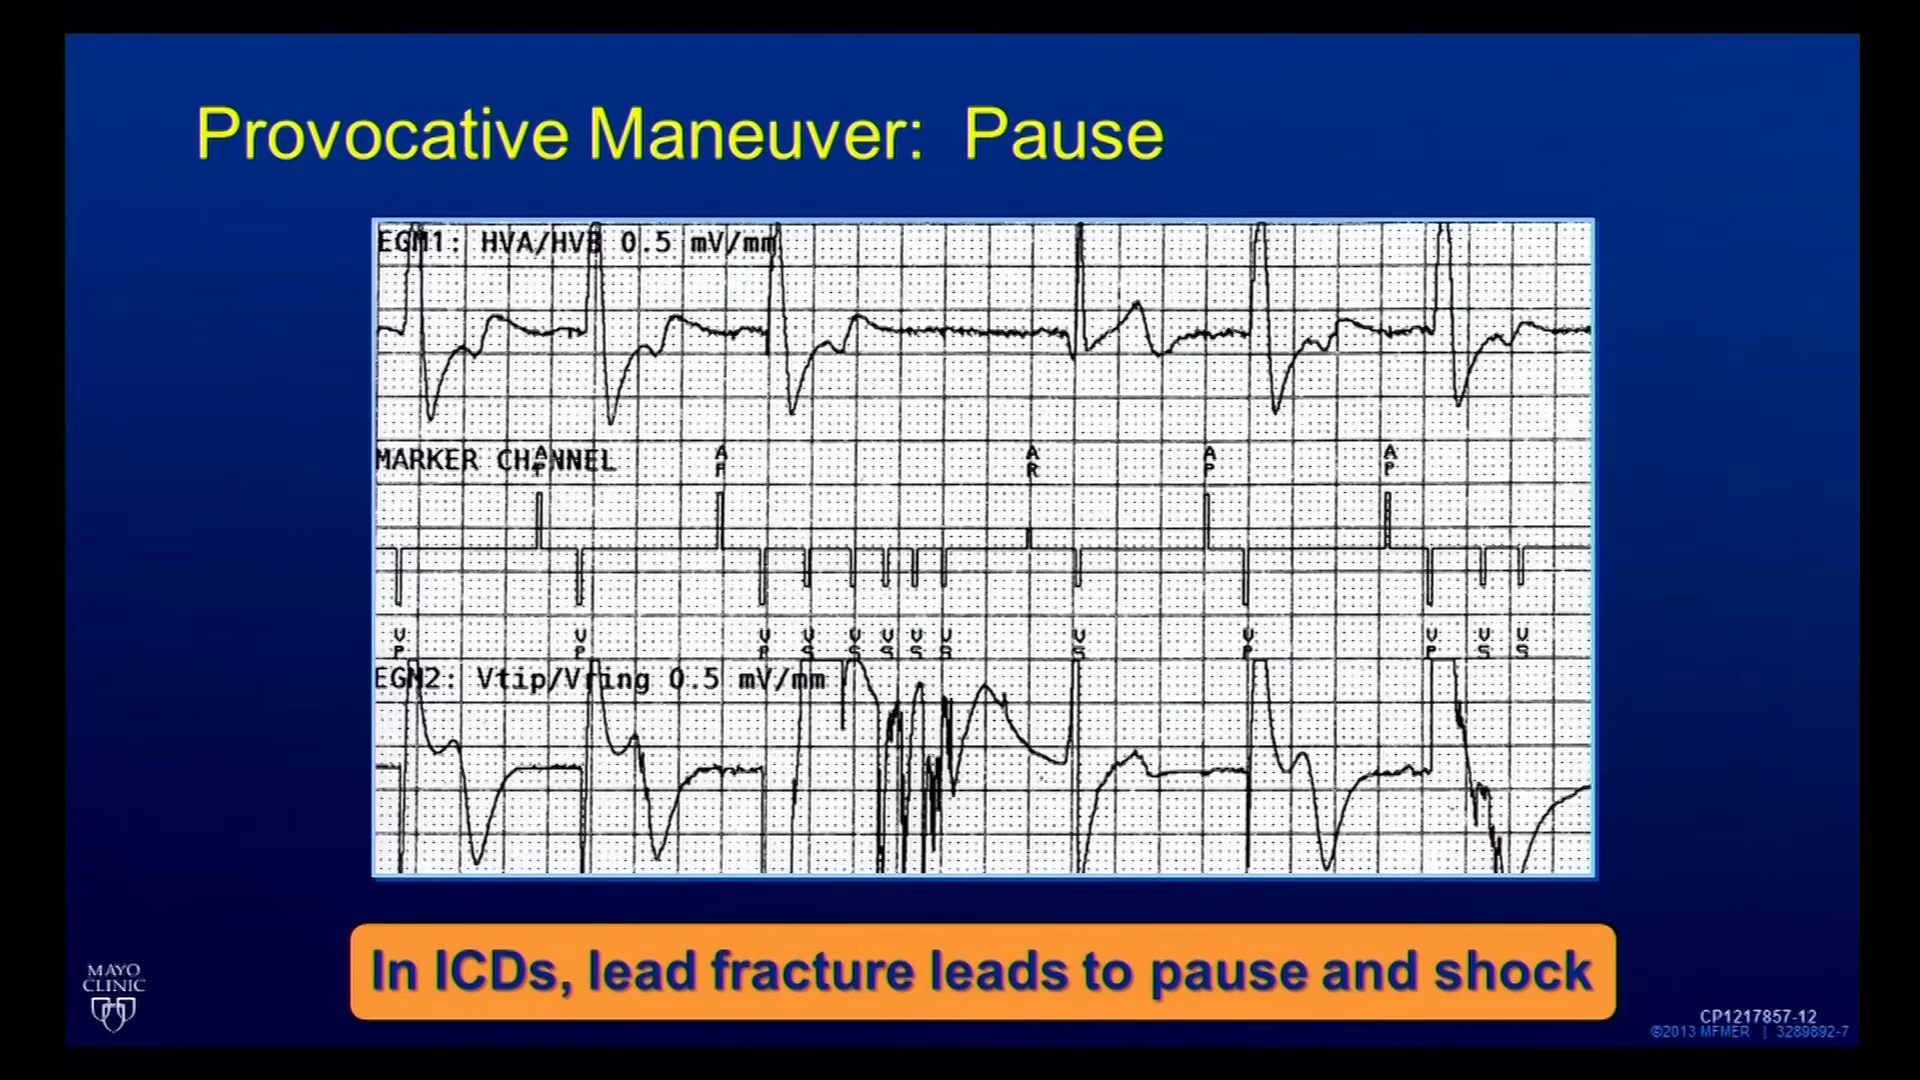 Provocative Maneuver: Pause
EGM1: HVA/HVB 0.5 mV/mm
MARKER CHANNEL
A P
A P
A R
A P
A P
V P
V P
V P
V S
V S
V S
V S
V R
V S
V P
V P
V S
V S
EGM2: Vtip/Vring 0.5 mV/mm
In ICDs, lead fracture leads to pause and shock
MAYO
CLINIC
CP1217857-12
©2013 MFMER | 3289892-7